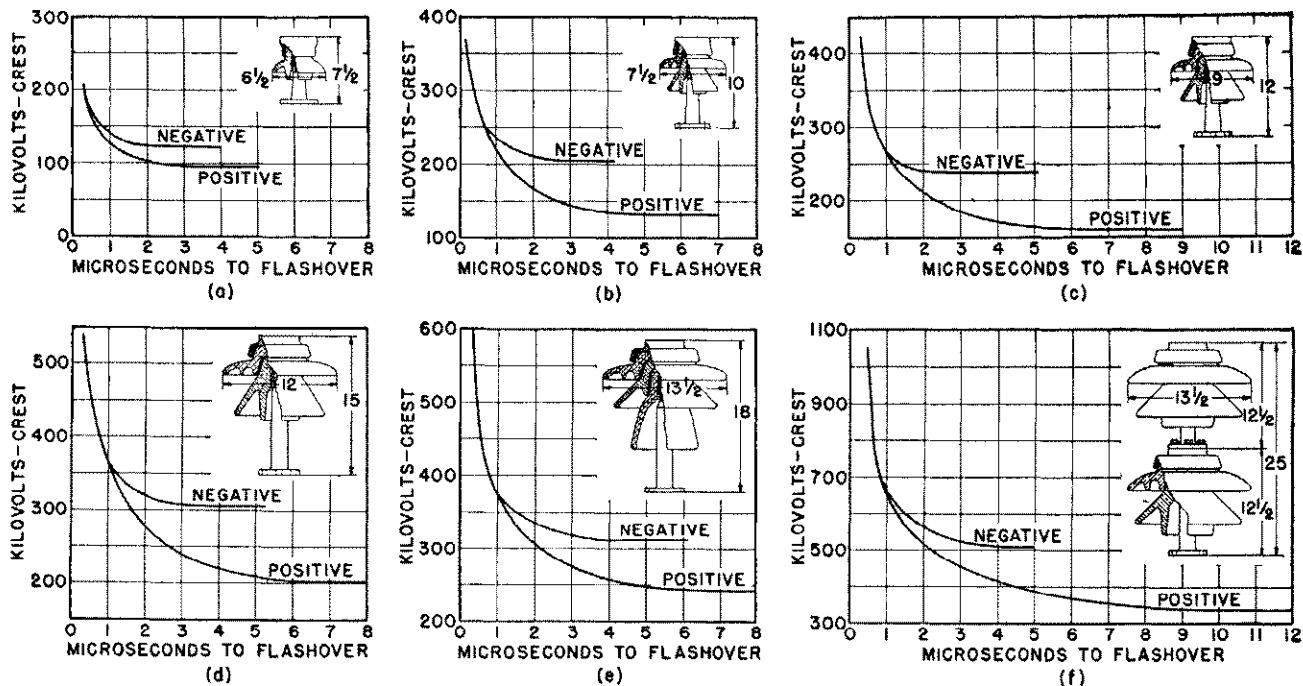 KILOVOLTS-CREST
300
200
100
0
NEGATIVE
POSITIVE
6½
7½
0 1 2 3 4 5 6 7 8
MICROSECONDS TO FLASHOVER
(a)
KILOVOLTS-CREST
400
300
200
100
NEGATIVE
POSITIVE
7½
10
0 1 2 3 4 5 6 7 8
MICROSECONDS TO FLASHOVER
(b)
KILOVOLTS-CREST
400
300
200
NEGATIVE
POSITIVE
9
12
0 1 2 3 4 5 6 7 8 9 10 11 12
MICROSECONDS TO FLASHOVER
(c)
KILOVOLTS-CREST
500
400
300
200
NEGATIVE
POSITIVE
12
15
0 1 2 3 4 5 6 7 8
MICROSECONDS TO FLASHOVER
(d)
KILOVOLTS-CREST
600
500
400
300
200
NEGATIVE
POSITIVE
13½
18
0 1 2 3 4 5 6 7 8
MICROSECONDS TO FLASHOVER
(e)
KILOVOLTS-CREST
1100
900
700
500
300
NEGATIVE
POSITIVE
13½
12½
25
12½
0 1 2 3 4 5 6 7 8 9 10 11 12
MICROSECONDS TO FLASHOVER
(f)